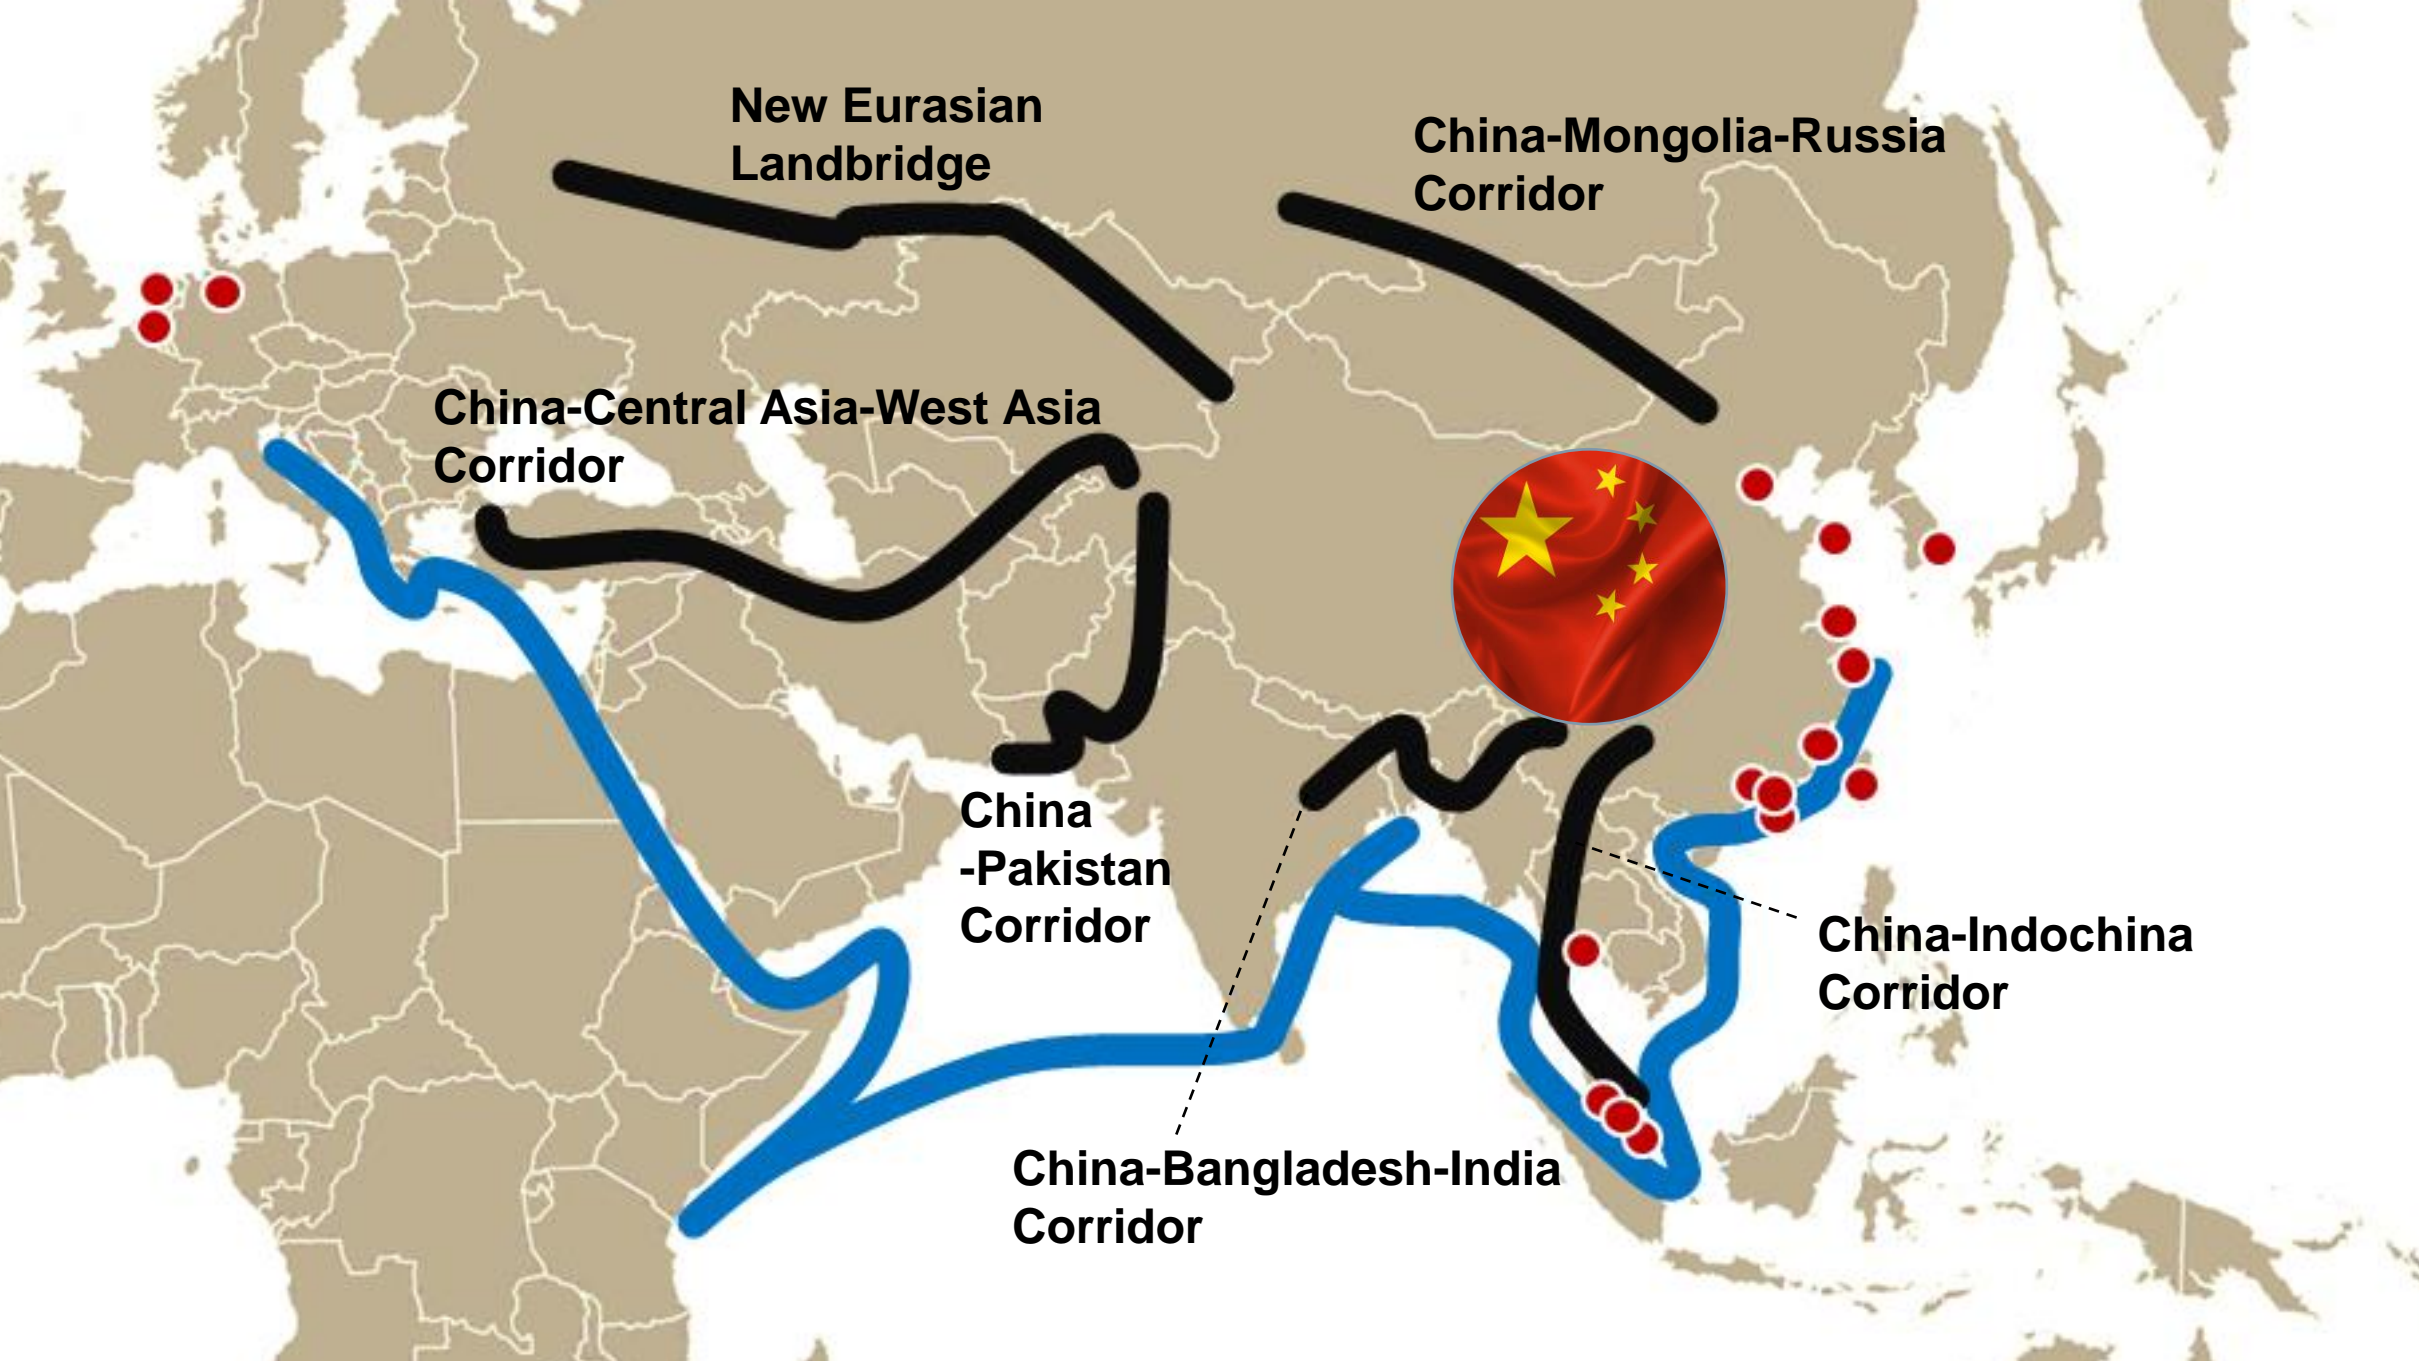 New Eurasian
Landbridge
China-Mongolia-Russia
Corridor
China-Central Asia-West Asia
Corridor
China
-Pakistan
Corridor
China-Indochina
Corridor
China-Bangladesh-India
Corridor